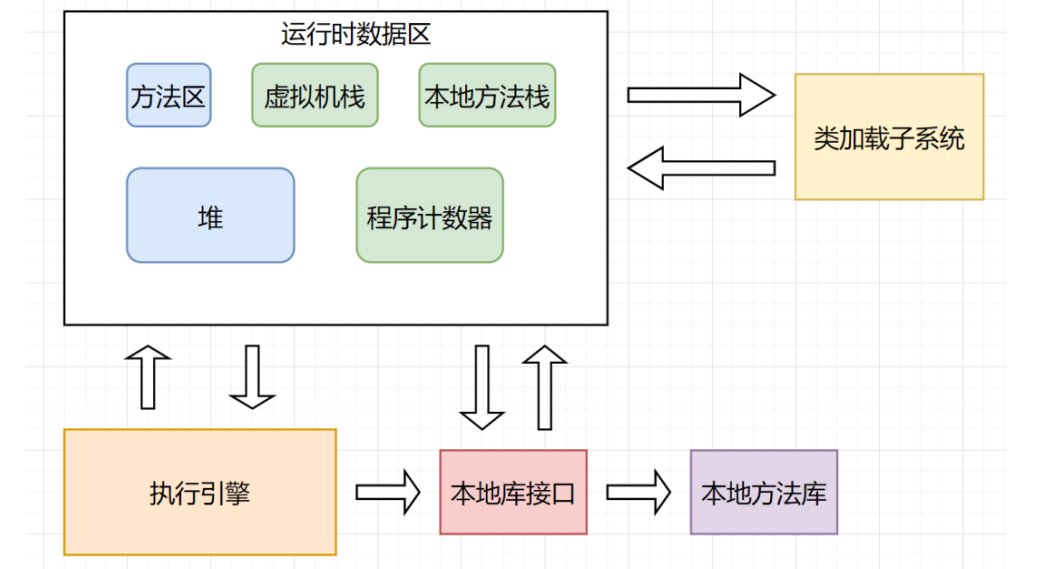 运行时数据区
方法区
虚拟机栈
本地方法栈
类加载子系统
堆
程序计数器
执行引擎
本地库接口
本地方法库